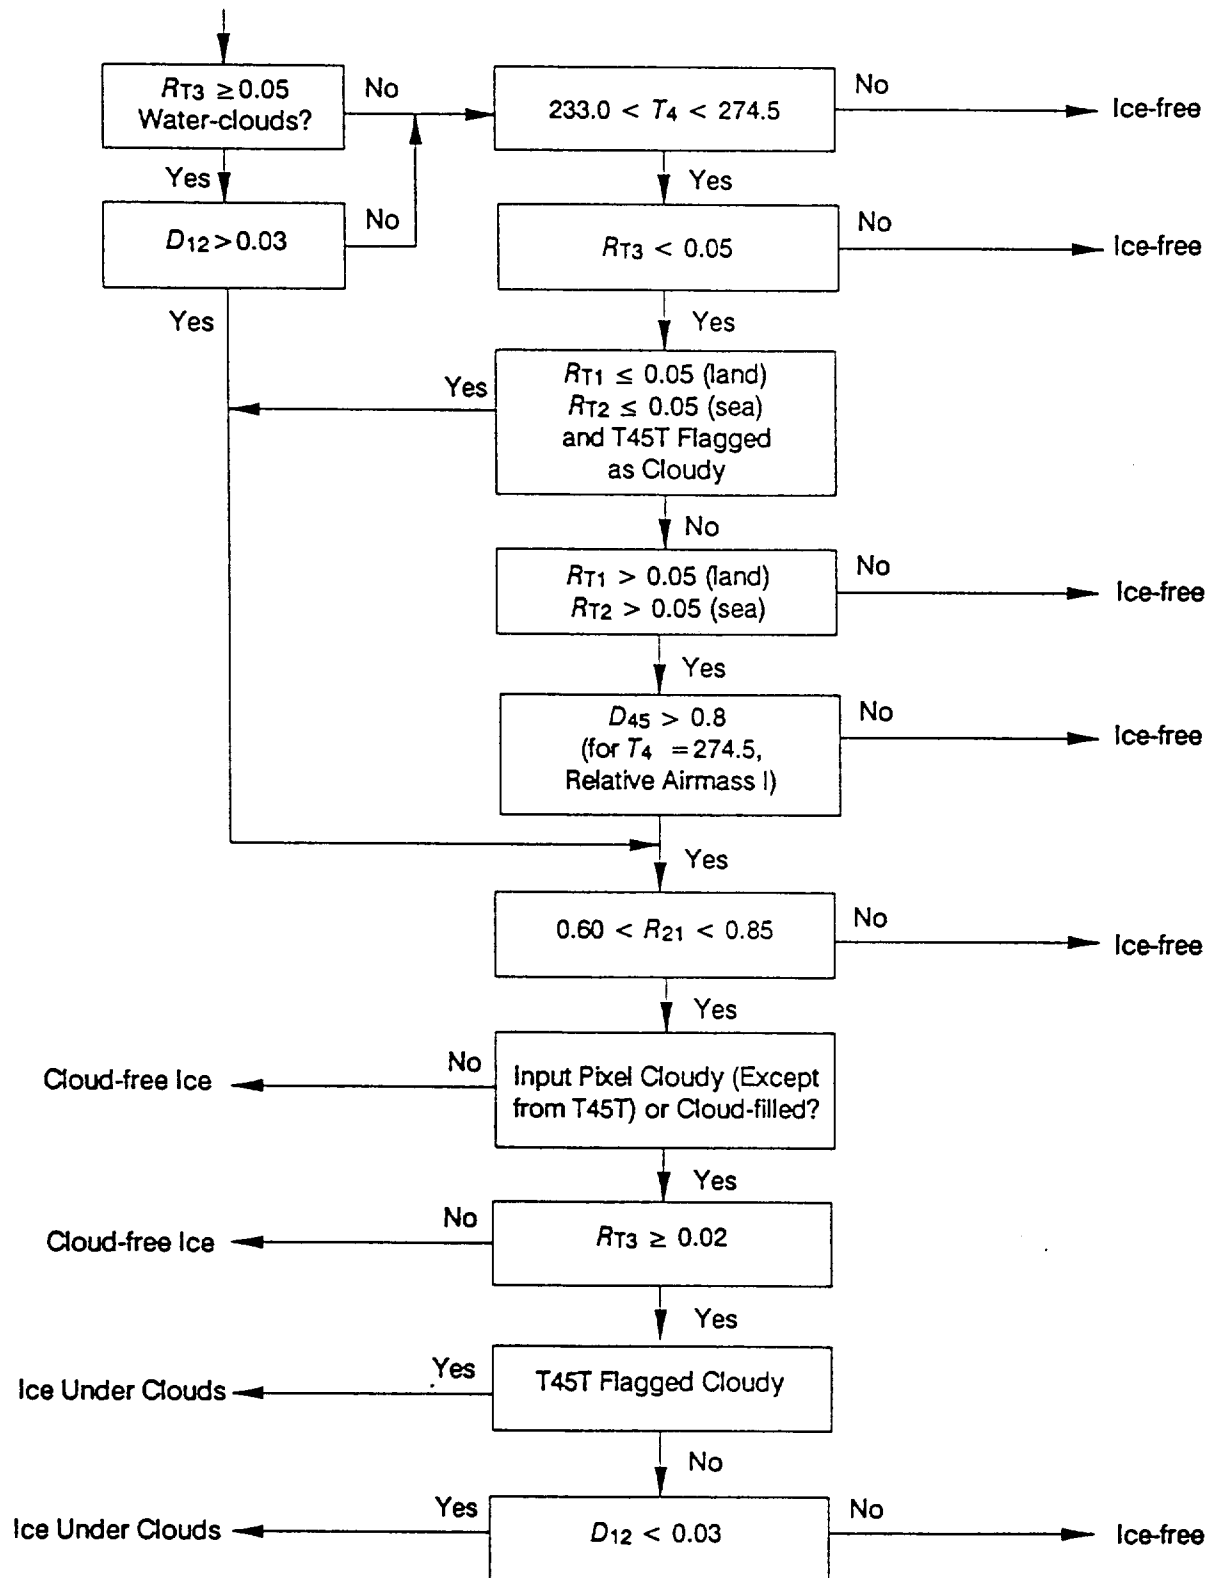 RT3 ≥ 0.05
Water-clouds?
No
Yes
233.0 < T4 < 274.5
No
Ice-free
Yes
D12 > 0.03
No
Yes
RT3 < 0.05
No
Ice-free
Yes
RT1 ≤ 0.05 (land)
RT2 ≤ 0.05 (sea)
and T45T Flagged
as Cloudy
Yes
No
RT1 > 0.05 (land)
RT2 > 0.05 (sea)
No
Ice-free
Yes
D45 > 0.8
(for T4 = 274.5,
Relative Airmass I)
No
Ice-free
Yes
0.60 < R21 < 0.85
No
Ice-free
Yes
Input Pixel Cloudy (Except
from T45T) or Cloud-filled?
No
Cloud-free Ice
Yes
RT3 ≥ 0.02
No
Cloud-free Ice
Yes
T45T Flagged Cloudy
Yes
Ice Under Clouds
No
D12 < 0.03
Yes
Ice Under Clouds
No
Ice-free